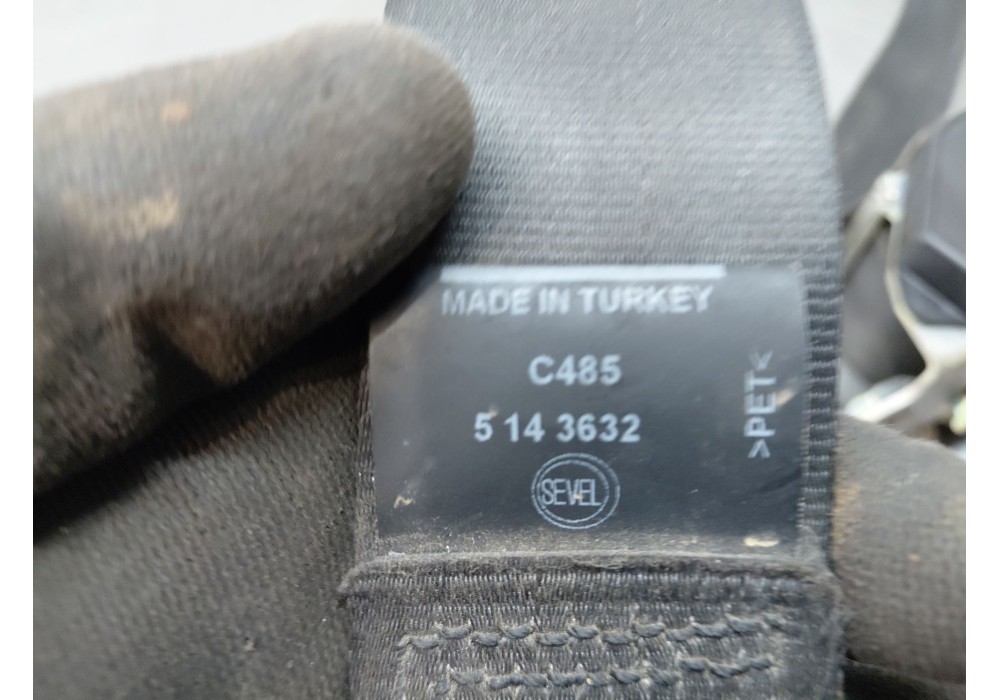 MADE IN TURKEY
C485
5 14 3632
SEVEL
>PET<